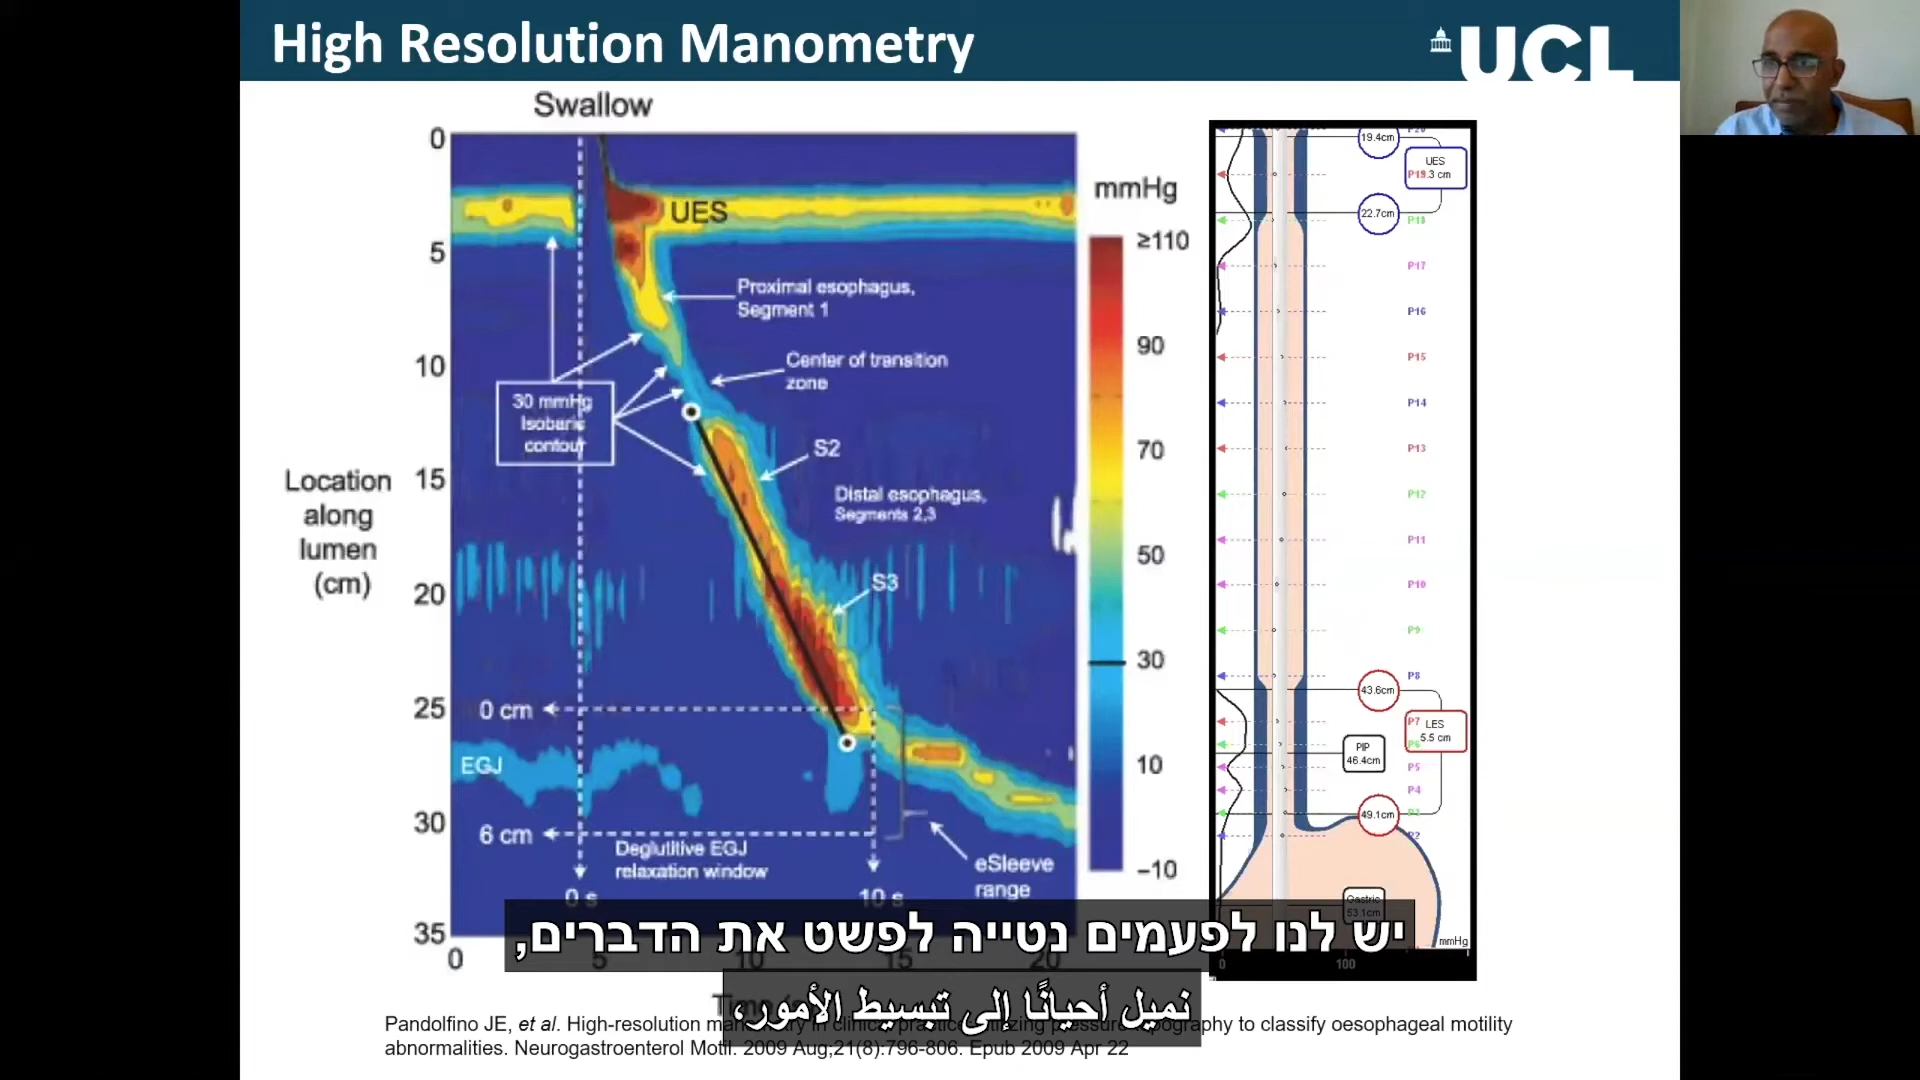 High Resolution Manometry
UCL
Swallow
0
5
10
15
20
25
30
35
Location
along
lumen
(cm)
UES
Proximal esophagus,
Segment 1
Center of transition
zone
30 mmHg
Isobaric
contour
S2
Distal esophagus,
Segments 2,3
S3
0 cm
EGJ
6 cm
Deglutitive EGJ
relaxation window
eSleeve
range
0 s
10 s
0
5
10
15
20
mmHg
≥110
90
70
50
30
10
–10
19.4cm
UES
P19
.3 cm
22.7cm
P18
P17
P16
P15
P14
P13
P12
P11
P10
P9
P8
43.6cm
P7
LES
5.5 cm
PIP
46.4cm
P5
P4
49.1cm
P2
Gastric
53.1cm
mmHg
0
100
יש לנו לפעמים נטייה לפשט את הדברים,
نميل أحيانًا إلى تبسيط الأمور،
Pandolfino JE, et al. High-resolution in clinical pressure topography to classify oesophageal motility
abnormalities. Neurogastroenterol Motil. 2009 Aug;21(8):796-806. Epub 2009 Apr 22